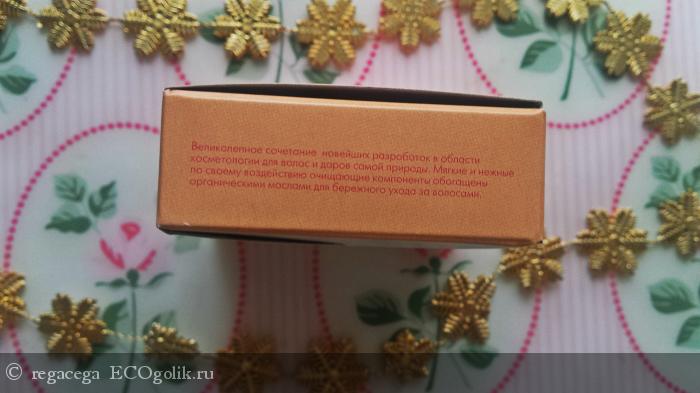 Великолепное сочетание новейших разработок в области
косметологии для волос и даров самой природы. Мягкие и нежные
по своему воздействию очищающие компоненты обогащены
органическими маслами для бережного ухода за волосами.
© regacega ECOgolik.ru